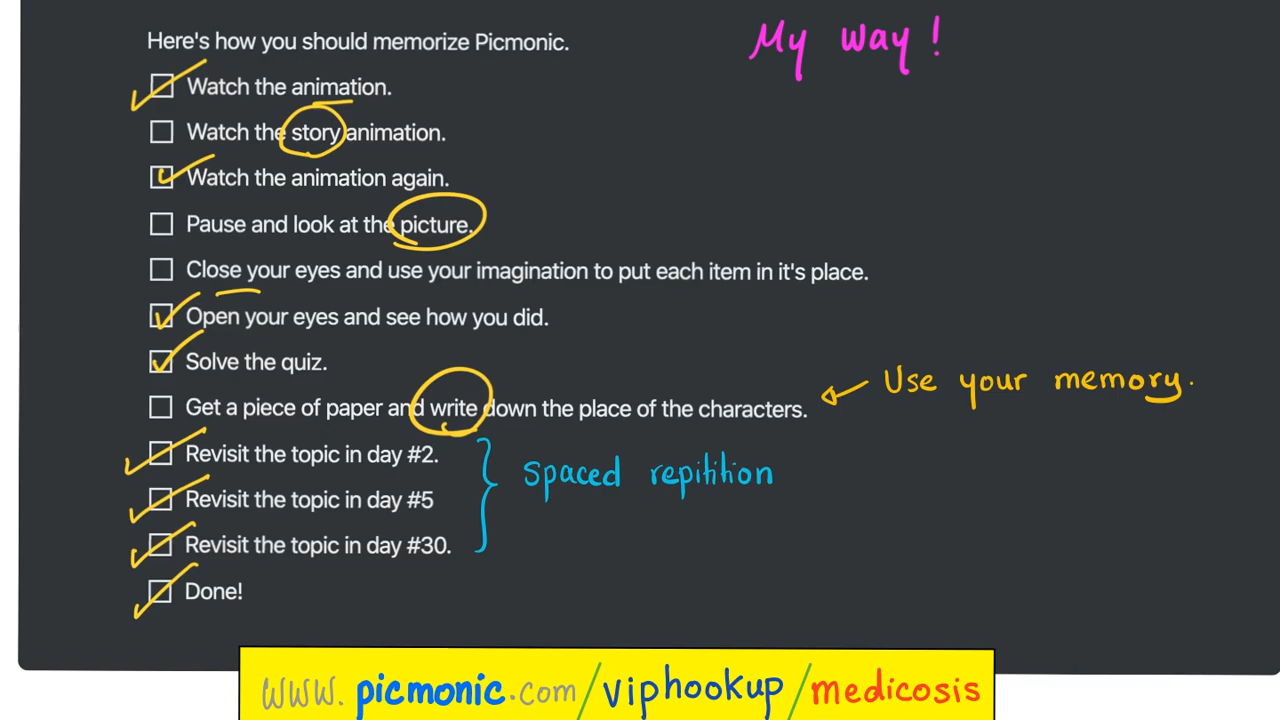 Here's how you should memorize Picmonic.
My way!
Watch the animation.
Watch the story animation.
Watch the animation again.
Pause and look at the picture.
Close your eyes and use your imagination to put each item in it's place.
Open your eyes and see how you did.
Solve the quiz.
Use your memory.
Get a piece of paper and write down the place of the characters.
Revisit the topic in day #2.
spaced repitition
Revisit the topic in day #5
Revisit the topic in day #30.
Done!
www.picmonic.com/viphookup/medicosis